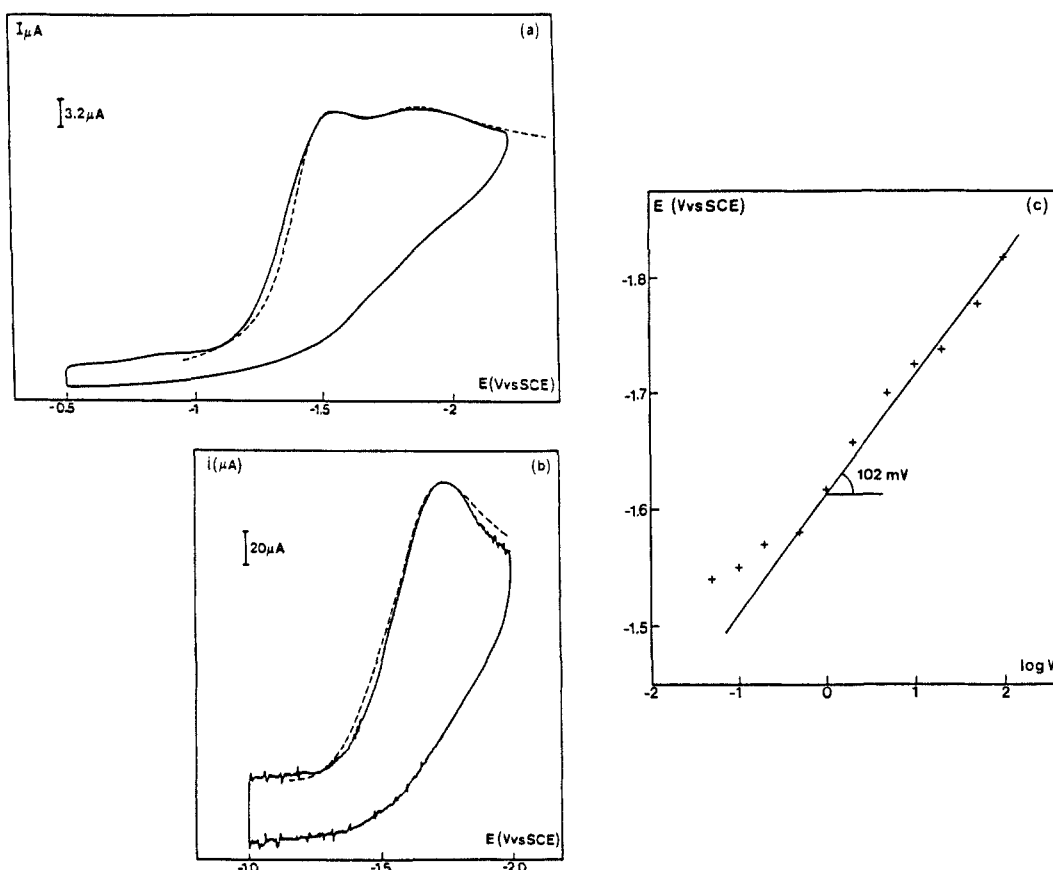 IμA
(a)
3.2μA
E(VvsSCE)
-0.5
-1
-1.5
-2
i(μA)
(b)
20μA
E(VvsSCE)
-1.0
-1.5
-2.0
E (VvsSCE)
(c)
-1.8
-1.7
102 mV
-1.6
-1.5
log V
-2
-1
0
1
2